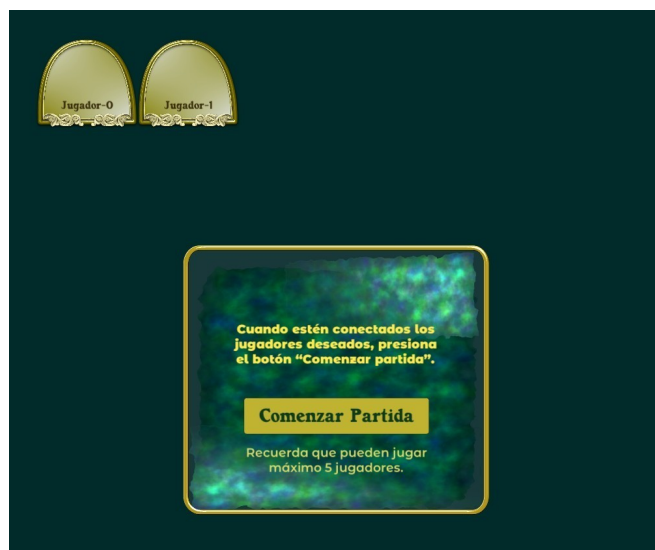 Jugador-0 Jugador-1
Cuando estén conectados los
jugadores deseados, presiona
el botón “Comenzar partida”.
Comenzar Partida
Recuerda que pueden jugar
máximo 5 jugadores.